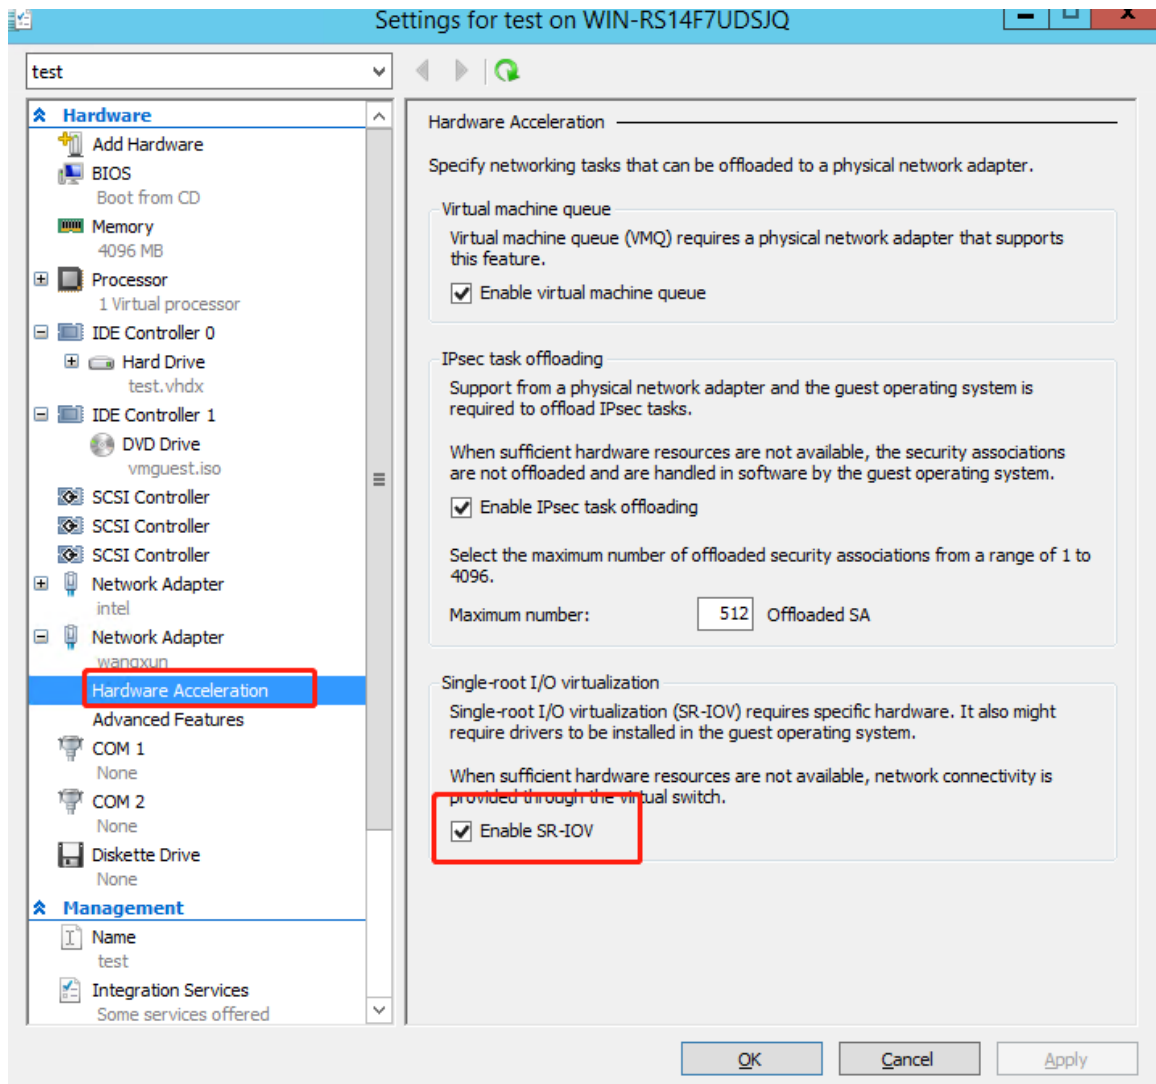 Settings for test on WIN-RS14F7UDSJQ
test
Hardware
Add Hardware
BIOS
Boot from CD
Memory
4096 MB
Processor
1 Virtual processor
IDE Controller 0
Hard Drive
test.vhdx
IDE Controller 1
DVD Drive
vmguest.iso
SCSI Controller
SCSI Controller
SCSI Controller
Network Adapter
intel
Network Adapter
wangxun
Hardware Acceleration
Advanced Features
COM 1
None
COM 2
None
Diskette Drive
None
Management
Name
test
Integration Services
Some services offered
Hardware Acceleration
Specify networking tasks that can be offloaded to a physical network adapter.
Virtual machine queue
Virtual machine queue (VMQ) requires a physical network adapter that supports
this feature.
Enable virtual machine queue
IPsec task offloading
Support from a physical network adapter and the guest operating system is
required to offload IPsec tasks.
When sufficient hardware resources are not available, the security associations
are not offloaded and are handled in software by the guest operating system.
Enable IPsec task offloading
Select the maximum number of offloaded security associations from a range of 1 to
4096.
Maximum number: 512 Offloaded SA
Single-root I/O virtualization
Single-root I/O virtualization (SR-IOV) requires specific hardware. It also might
require drivers to be installed in the guest operating system.
When sufficient hardware resources are not available, network connectivity is
provided through the virtual switch.
Enable SR-IOV
OK Cancel Apply